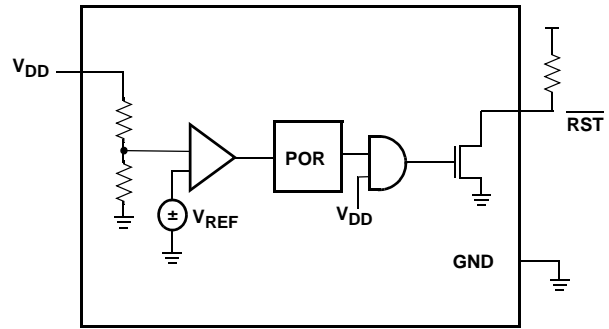 VDD
RST
POR
±
VREF
VDD
GND